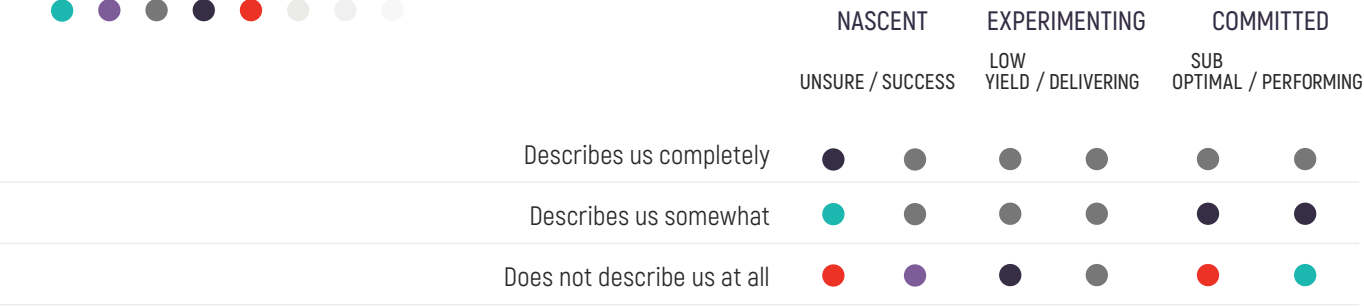 NASCENT EXPERIMENTING COMMITTED
LOW SUB
UNSURE / SUCCESS YIELD / DELIVERING OPTIMAL / PERFORMING
Describes us completely
Describes us somewhat
Does not describe us at all